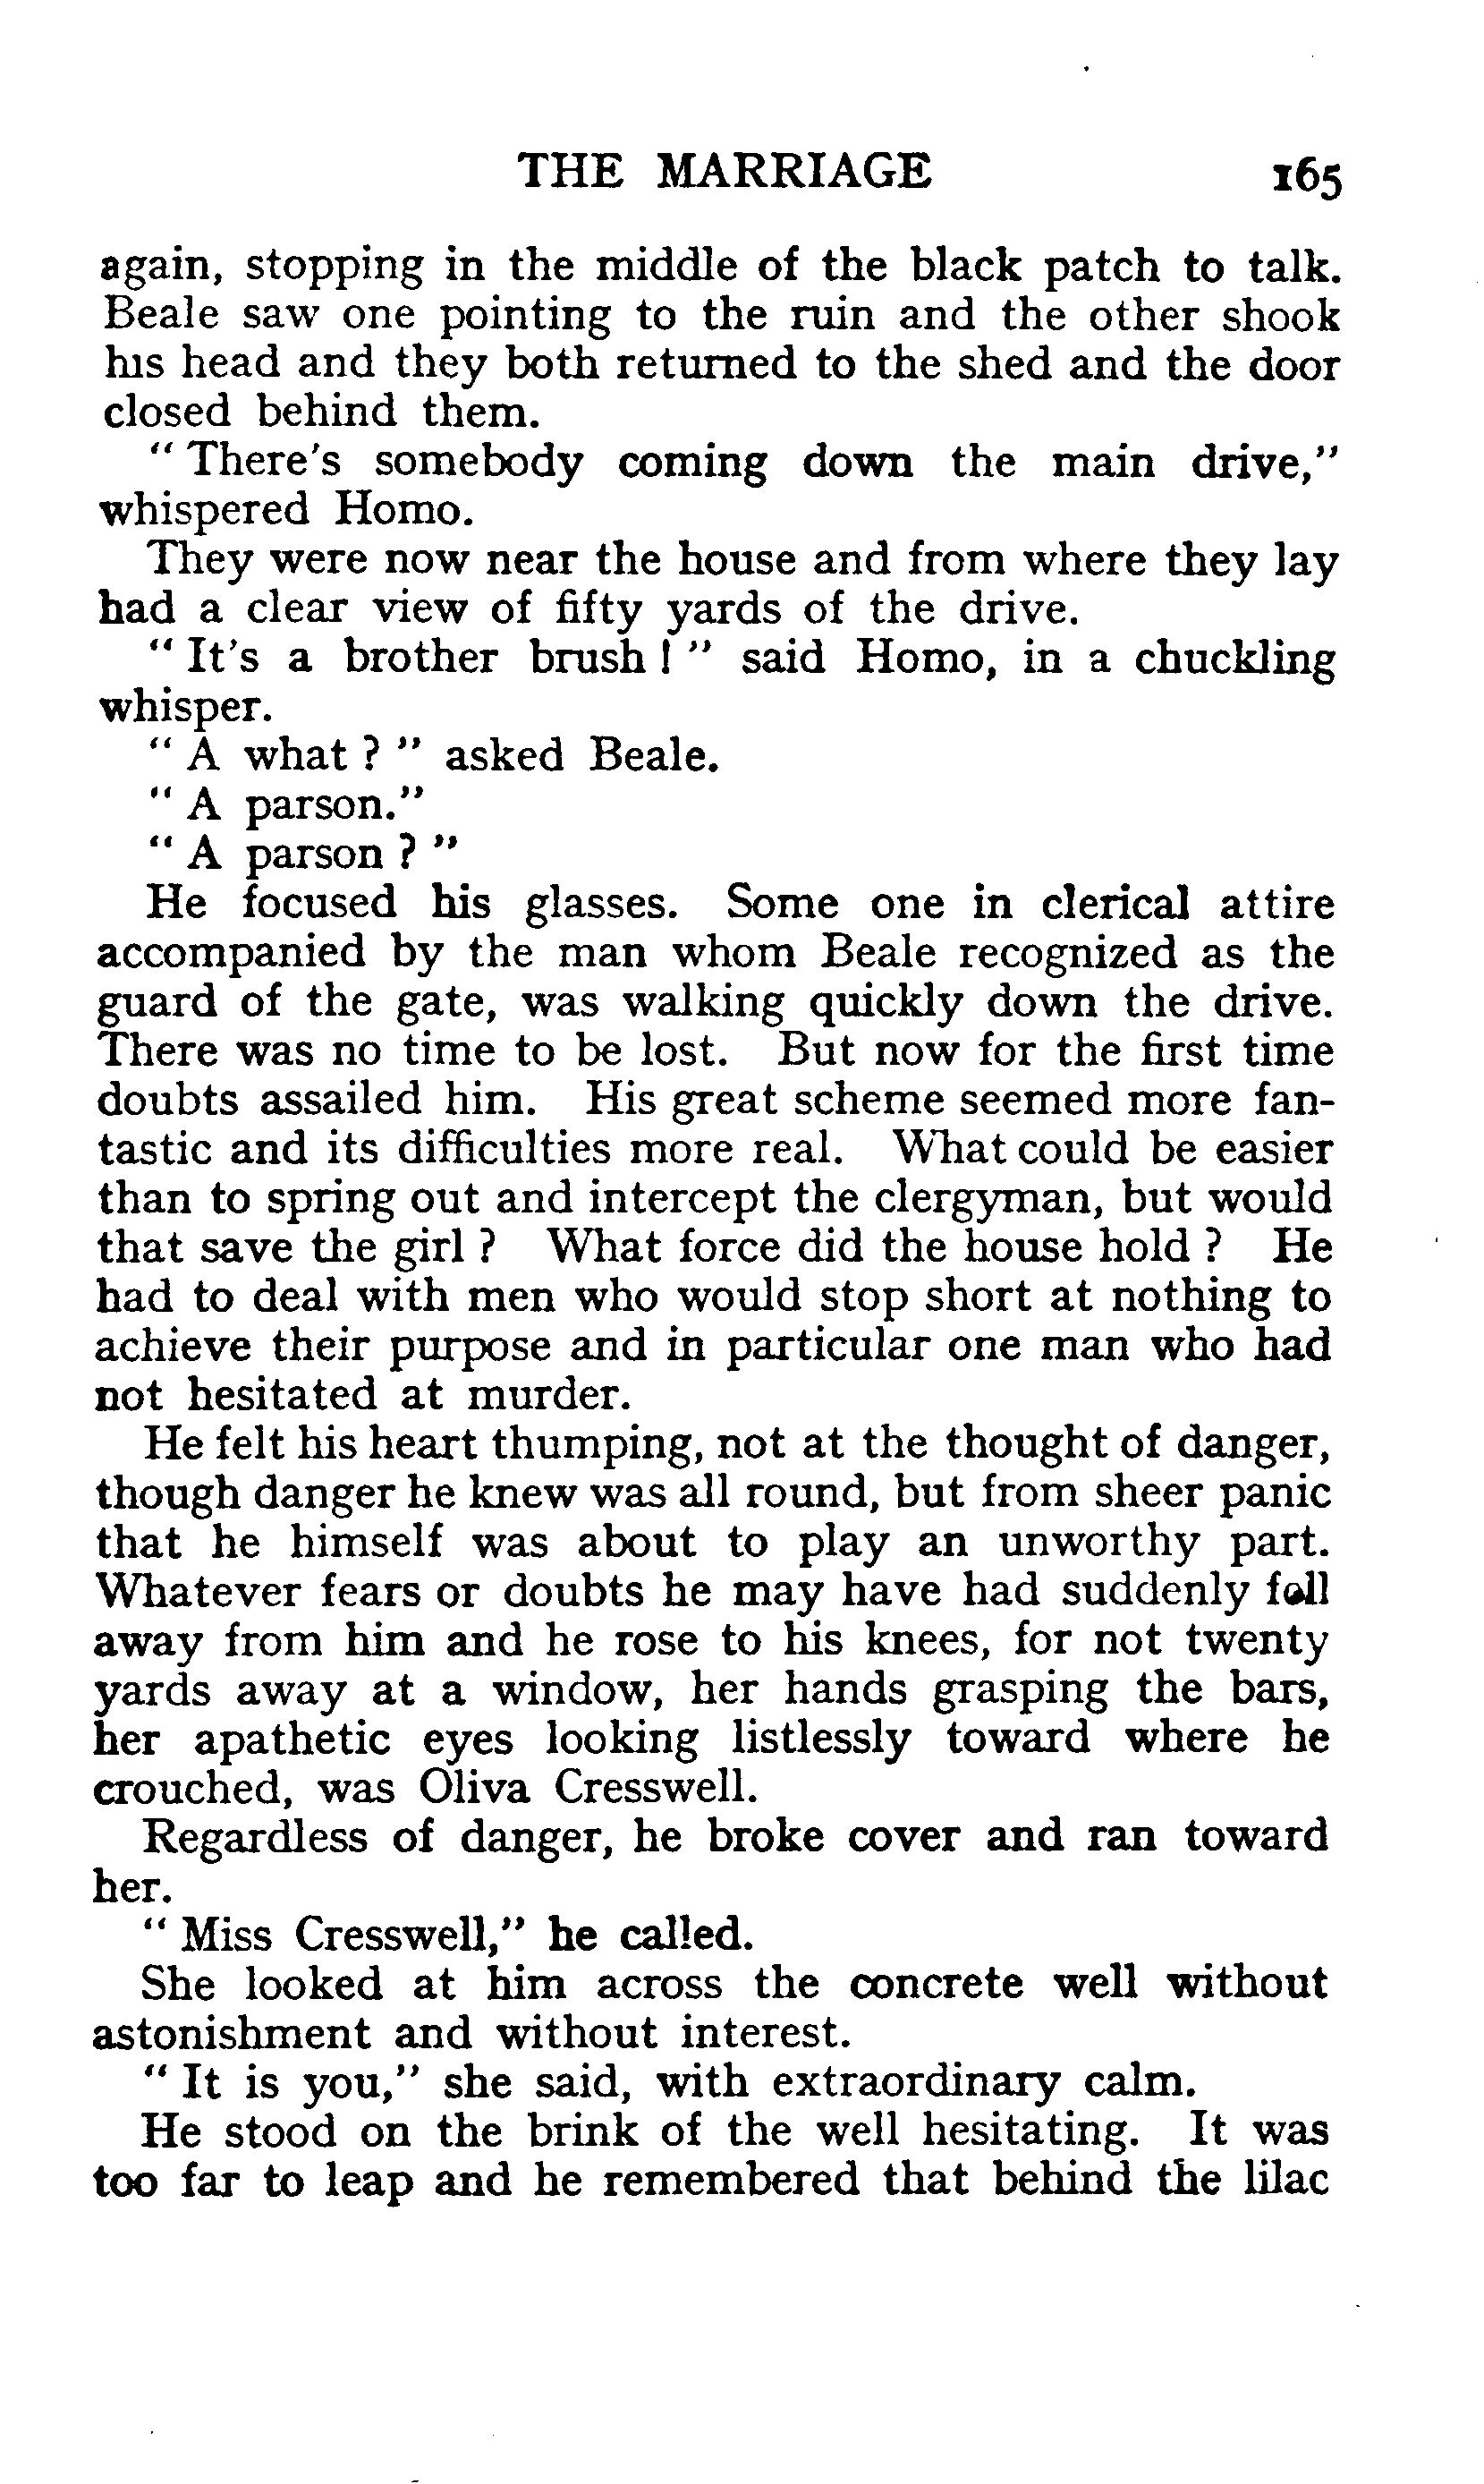 THE MARRIAGE 165
again, stopping in the middle of the black patch to talk.
Beale saw one pointing to the ruin and the other shook
his head and they both returned to the shed and the door
closed behind them.
" There's somebody coming down the main drive,"
whispered Homo.
They were now near the house and from where they lay
had a clear view of fifty yards of the drive.
" It's a brother brush ! " said Homo, in a chuckling
whisper.
" A what ? " asked Beale.
" A parson."
" A parson ? "
He focused his glasses. Some one in clerical attire
accompanied by the man whom Beale recognized as the
guard of the gate, was walking quickly down the drive.
There was no time to be lost. But now for the first time
doubts assailed him. His great scheme seemed more fan-
tastic and its difficulties more real. What could be easier
than to spring out and intercept the clergyman, but would
that save the girl ? What force did the house hold ? He
had to deal with men who would stop short at nothing to
achieve their purpose and in particular one man who had
not hesitated at murder.
He felt his heart thumping, not at the thought of danger,
though danger he knew was all round, but from sheer panic
that he himself was about to play an unworthy part.
Whatever fears or doubts he may have had suddenly fell
away from him and he rose to his knees, for not twenty
yards away at a window, her hands grasping the bars,
her apathetic eyes looking listlessly toward where he
crouched, was Oliva Cresswell.
Regardless of danger, he broke cover and ran toward
her.
" Miss Cresswell," he called.
She looked at him across the concrete well without
astonishment and without interest.
" It is you," she said, with extraordinary calm.
He stood on the brink of the well hesitating. It was
too far to leap and he remembered that behind the lilac